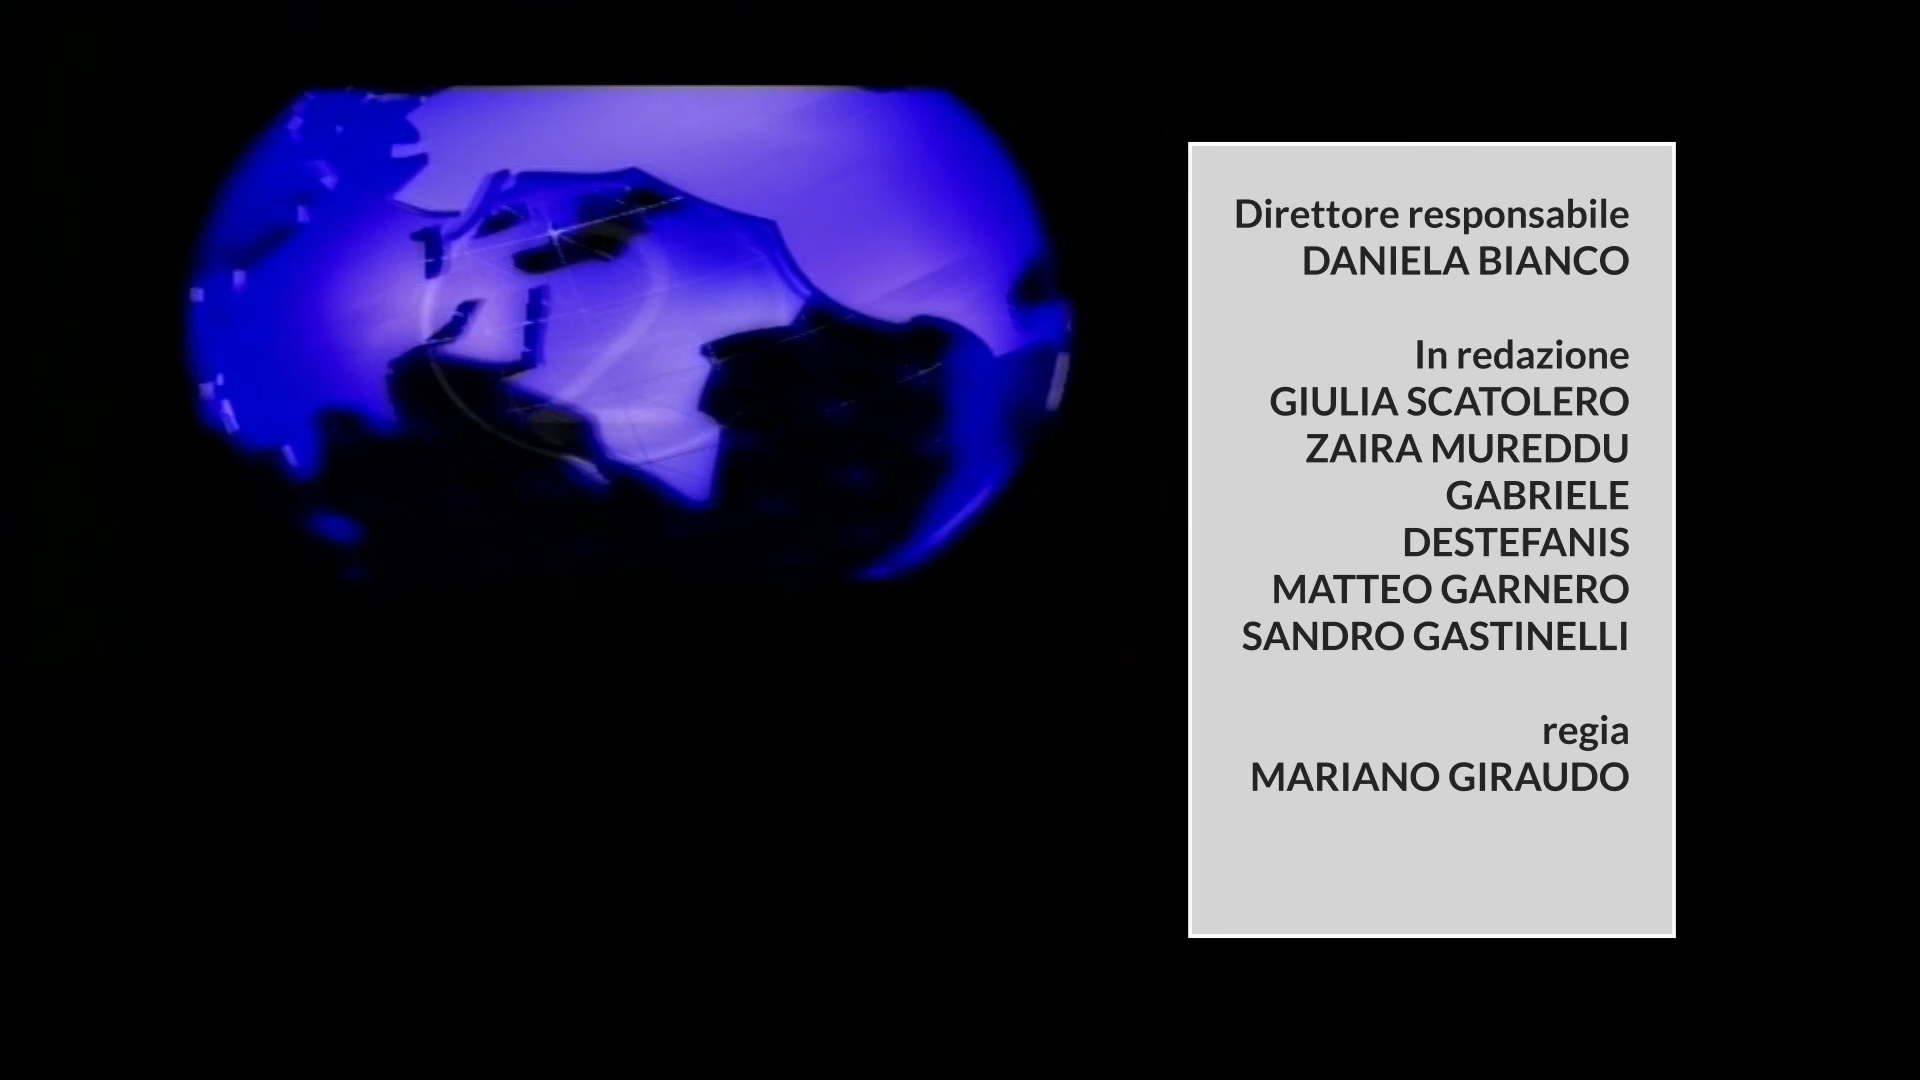 Direttore responsabile
DANIELA BIANCO
In redazione
GIULIA SCATOLERO
ZAIRA MUREDDU
GABRIELE
DESTEFANIS
MATTEO GARNERO
SANDRO GASTINELLI
regia
MARIANO GIRAUDO